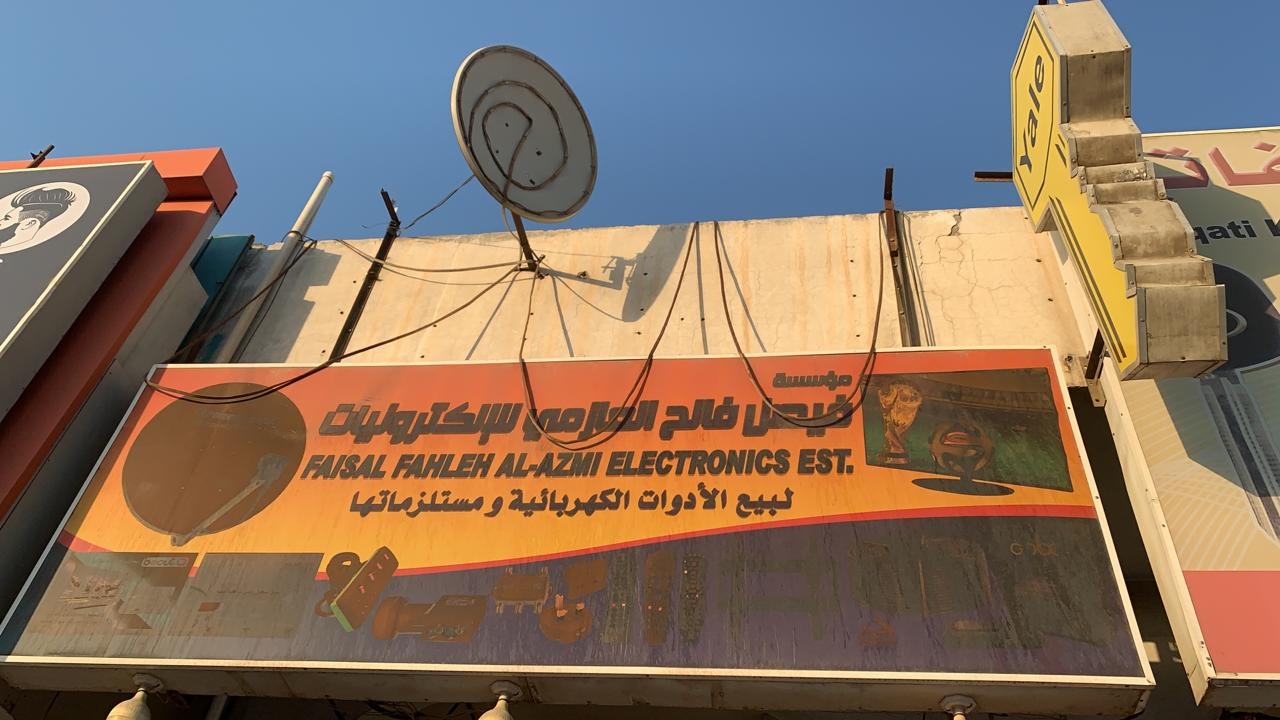 Yale
مؤسسة
فيصل فالح العازمي للإلكترونيات
FAISAL FAHLEH AL-AZMI ELECTRONICS EST.
لبيع الأدوات الكهربائية و مستلزماتها